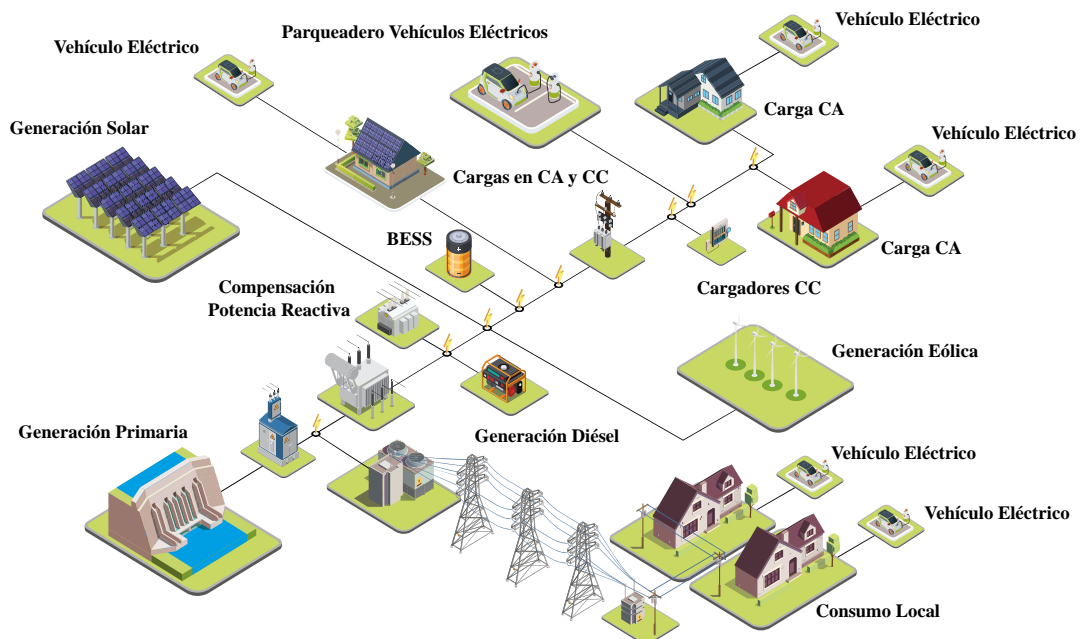 Vehículo Eléctrico
Vehículo Eléctrico
Parqueadero Vehículos Eléctricos
Generación Solar
Carga CA
Vehículo Eléctrico
Cargas en CA y CC
BESS
Carga CA
Compensación
Potencia Reactiva
Cargadores CC
Generación Eólica
Generación Primaria
Generación Diésel
Vehículo Eléctrico
Vehículo Eléctrico
Consumo Local